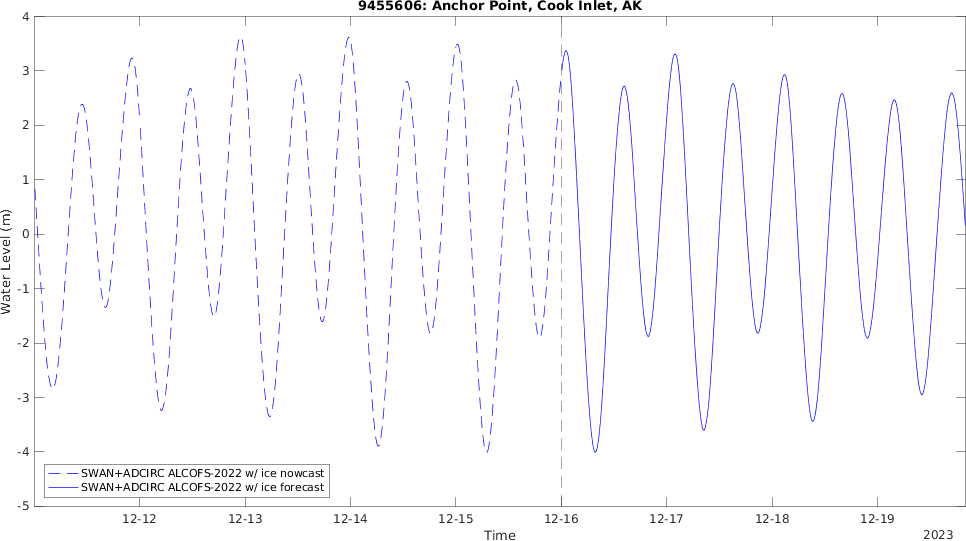 9455606: Anchor Point, Cook Inlet, AK
4
3
2
1
0
-1
-2
-3
-4
-5
Water Level (m)
SWAN+ADCIRC ALCOFS-2022 w/ ice nowcast
SWAN+ADCIRC ALCOFS-2022 w/ ice forecast
12-12 12-13 12-14 12-15 12-16 12-17 12-18 12-19
Time
2023